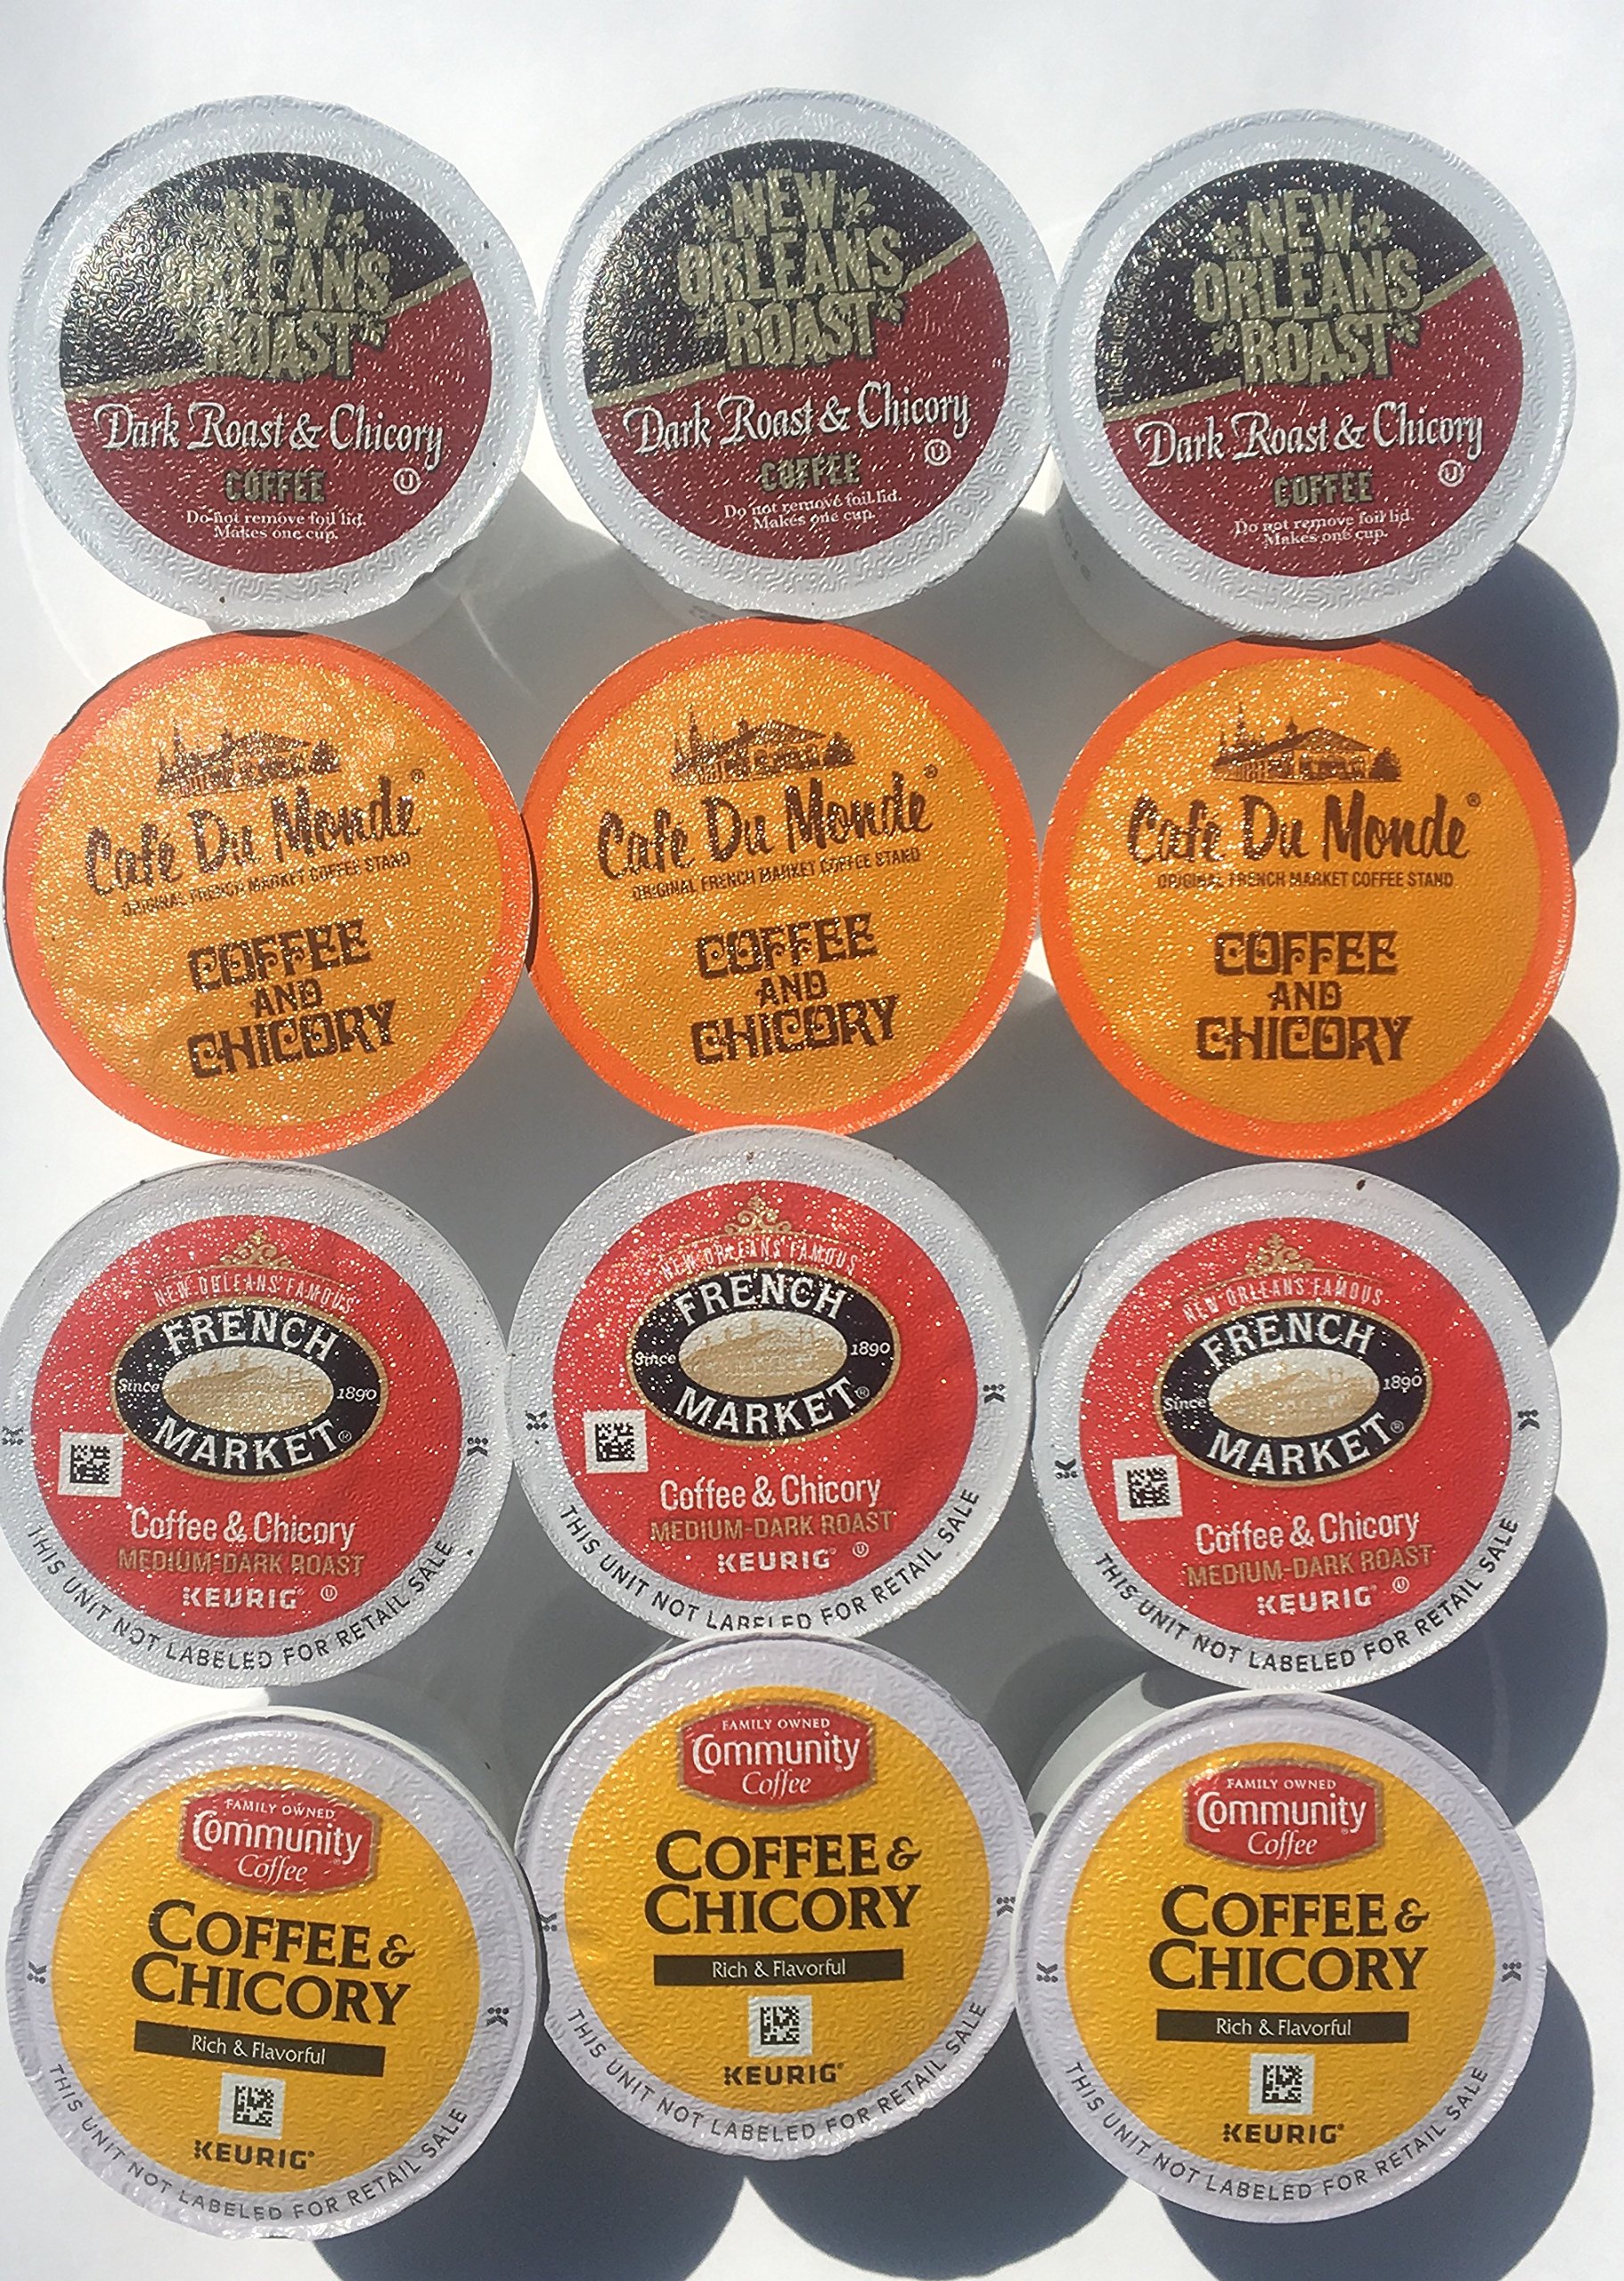 NEW
ORLEANS
ROAST
Dark Roast & Chicory
COFFEE
U
Do not remove foil lid.
Makes one cup.
NEW
ORLEANS
ROAST
Dark Roast & Chicory
COFFEE
U
Do not remove foil lid.
Makes one cup.
NEW
ORLEANS
ROAST
Dark Roast & Chicory
COFFEE
U
Do not remove foil lid.
Makes one cup.
Café Du Monde®
ORIGINAL FRENCH MARKET COFFEE STAND
COFFEE
AND
CHICORY
Café Du Monde®
ORIGINAL FRENCH MARKET COFFEE STAND
COFFEE
AND
CHICORY
Café Du Monde®
ORIGINAL FRENCH MARKET COFFEE STAND
COFFEE
AND
CHICORY
NEW ORLEANS' FAMOUS
FRENCH
Since 1890
MARKET®
Coffee & Chicory
MEDIUM-DARK ROAST
KEURIG® U
THIS UNIT NOT LABELED FOR RETAIL SALE
NEW ORLEANS' FAMOUS
FRENCH
Since 1890
MARKET®
Coffee & Chicory
MEDIUM-DARK ROAST
KEURIG® U
THIS UNIT NOT LABELED FOR RETAIL SALE
NEW ORLEANS' FAMOUS
FRENCH
Since 1890
MARKET®
Coffee & Chicory
MEDIUM-DARK ROAST
KEURIG® U
THIS UNIT NOT LABELED FOR RETAIL SALE
FAMILY OWNED
Community
Coffee
COFFEE &
CHICORY
Rich & Flavorful
KEURIG®
THIS UNIT NOT LABELED FOR RETAIL SALE
FAMILY OWNED
Community®
Coffee
COFFEE &
CHICORY
Rich & Flavorful
KEURIG®
THIS UNIT NOT LABELED FOR RETAIL SALE
FAMILY OWNED
Community®
Coffee
COFFEE &
CHICORY
Rich & Flavorful
KEURIG®
THIS UNIT NOT LABELED FOR RETAIL SALE